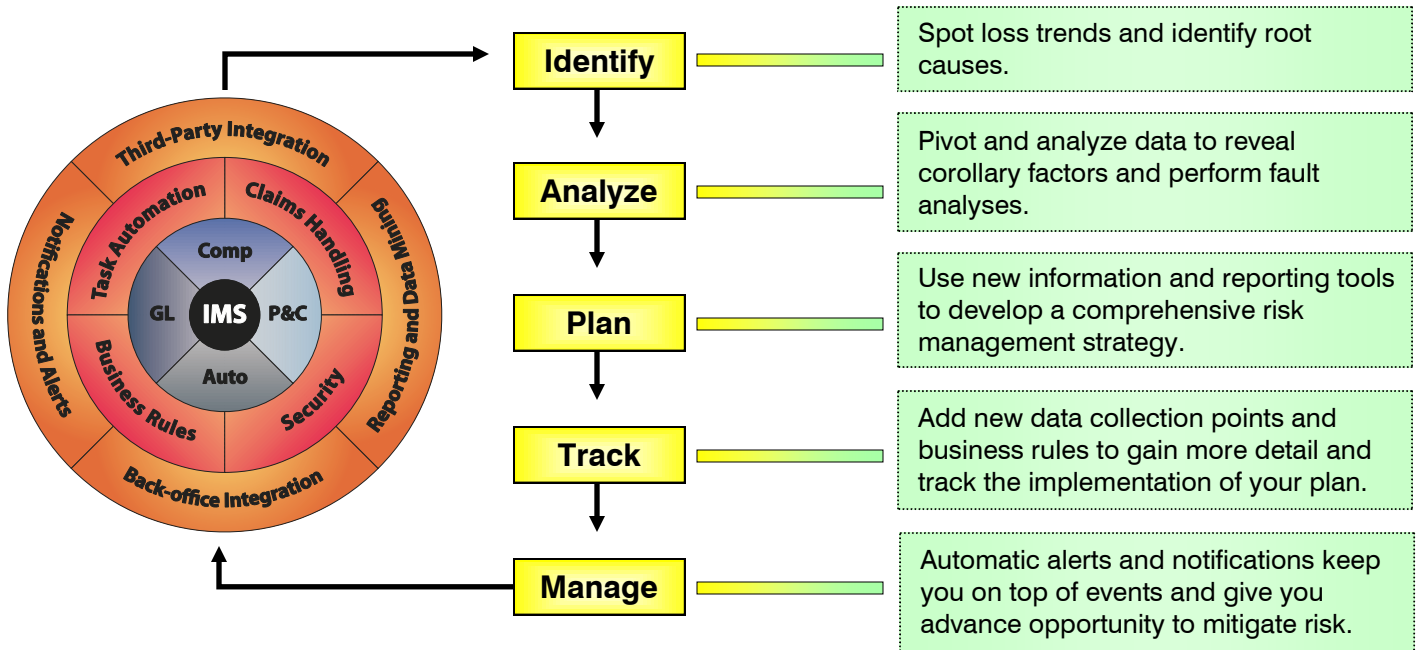 Third-Party Integration
Notifications and Alerts
Reporting and Data Mining
Back-office Integration
Task Automation
Claims Handling
Business Rules
Security
Comp
GL
IMS
P&C
Auto
Identify
Spot loss trends and identify root
causes.
Analyze
Pivot and analyze data to reveal
corollary factors and perform fault
analyses.
Plan
Use new information and reporting tools
to develop a comprehensive risk
management strategy.
Track
Add new data collection points and
business rules to gain more detail and
track the implementation of your plan.
Manage
Automatic alerts and notifications keep
you on top of events and give you
advance opportunity to mitigate risk.